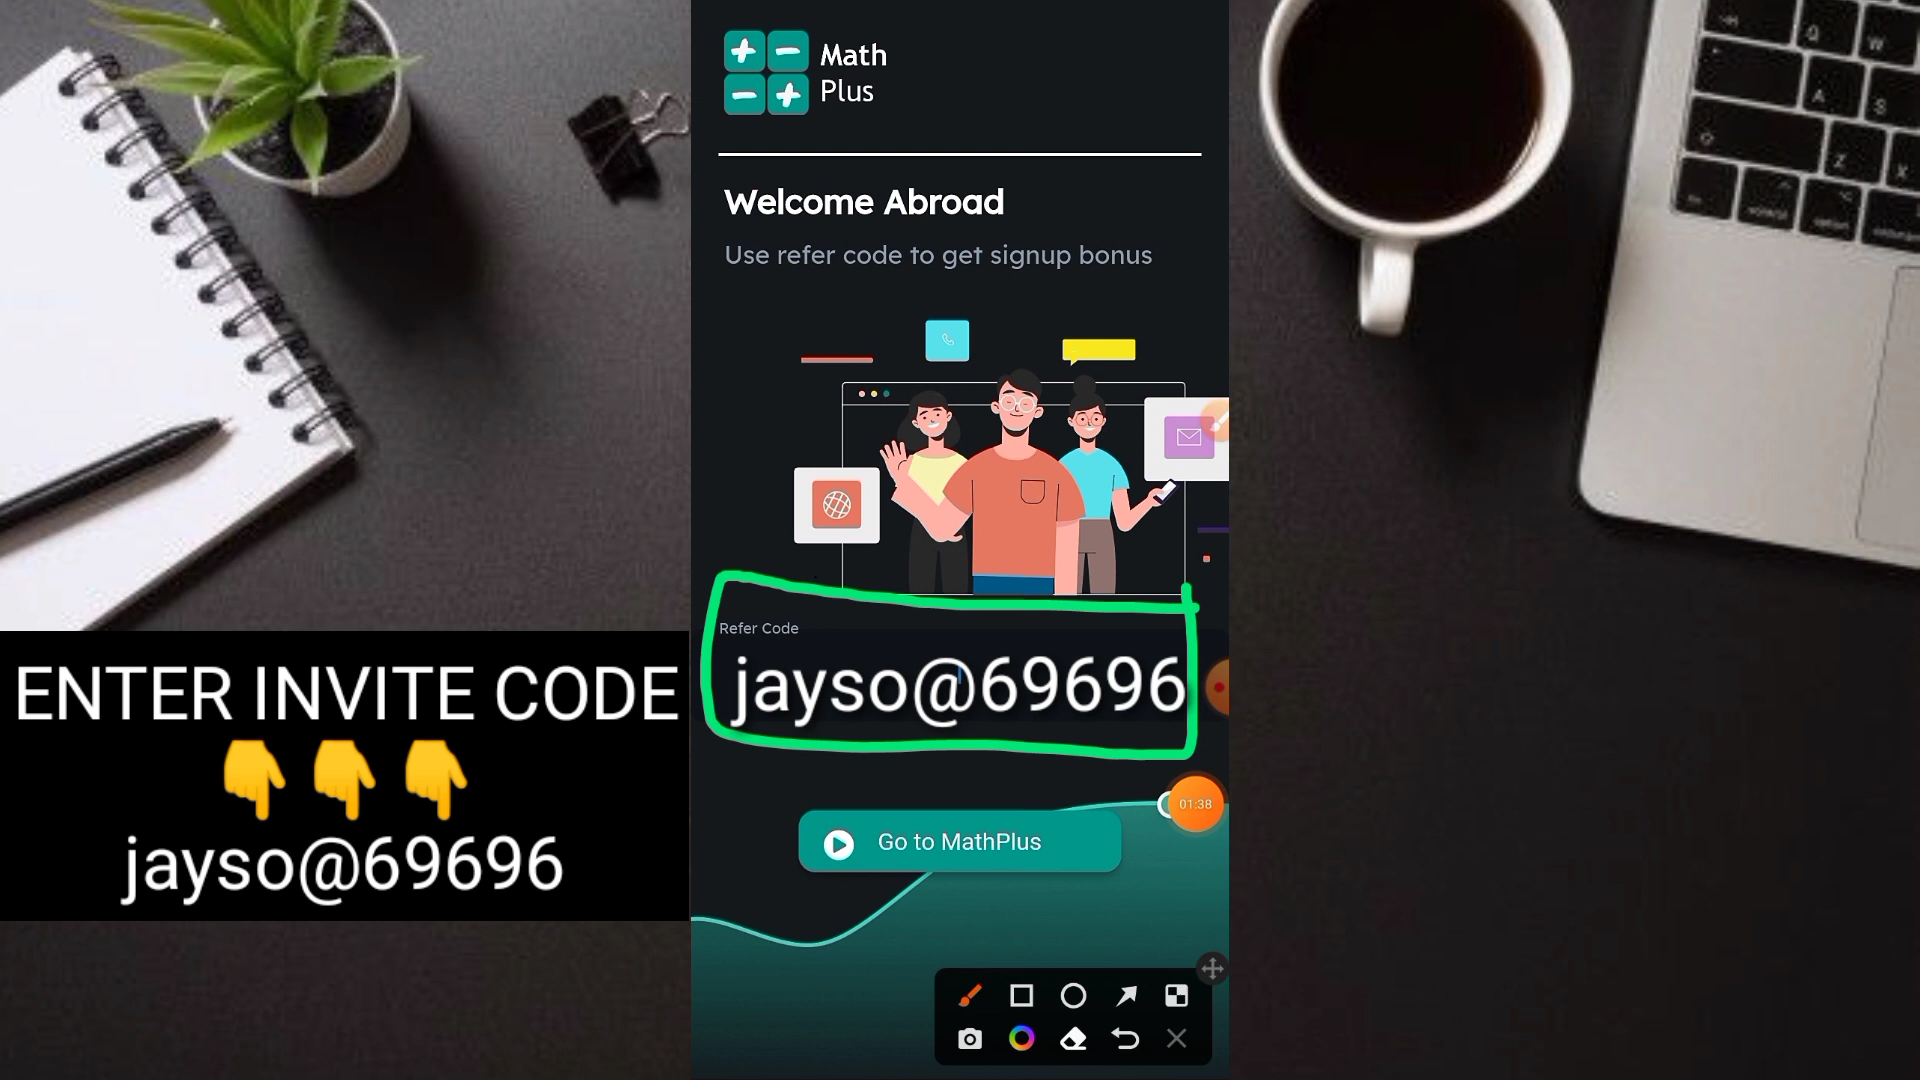 Math
Plus
Welcome Abroad
Use refer code to get signup bonus
Refer Code
jayso@69696
ENTER INVITE CODE
👇👇👇
jayso@69696
01:38
Go to MathPlus
Q
W
A
S
Z
X